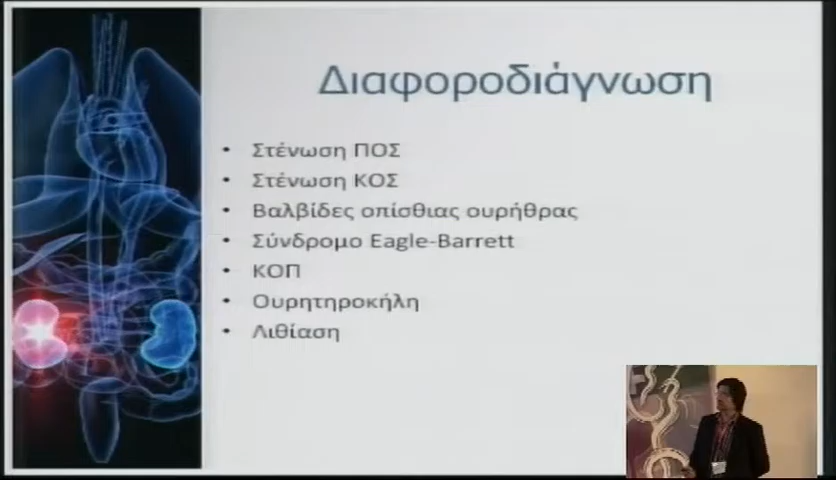 Διαφοροδιάγνωση
• Στένωση ΠΟΣ
• Στένωση ΚΟΣ
• Βαλβίδες οπίσθιας ουρήθρας
• Σύνδρομο Eagle-Barrett
• ΚΟΠ
• Ουρητηροκήλη
• Λιθίαση